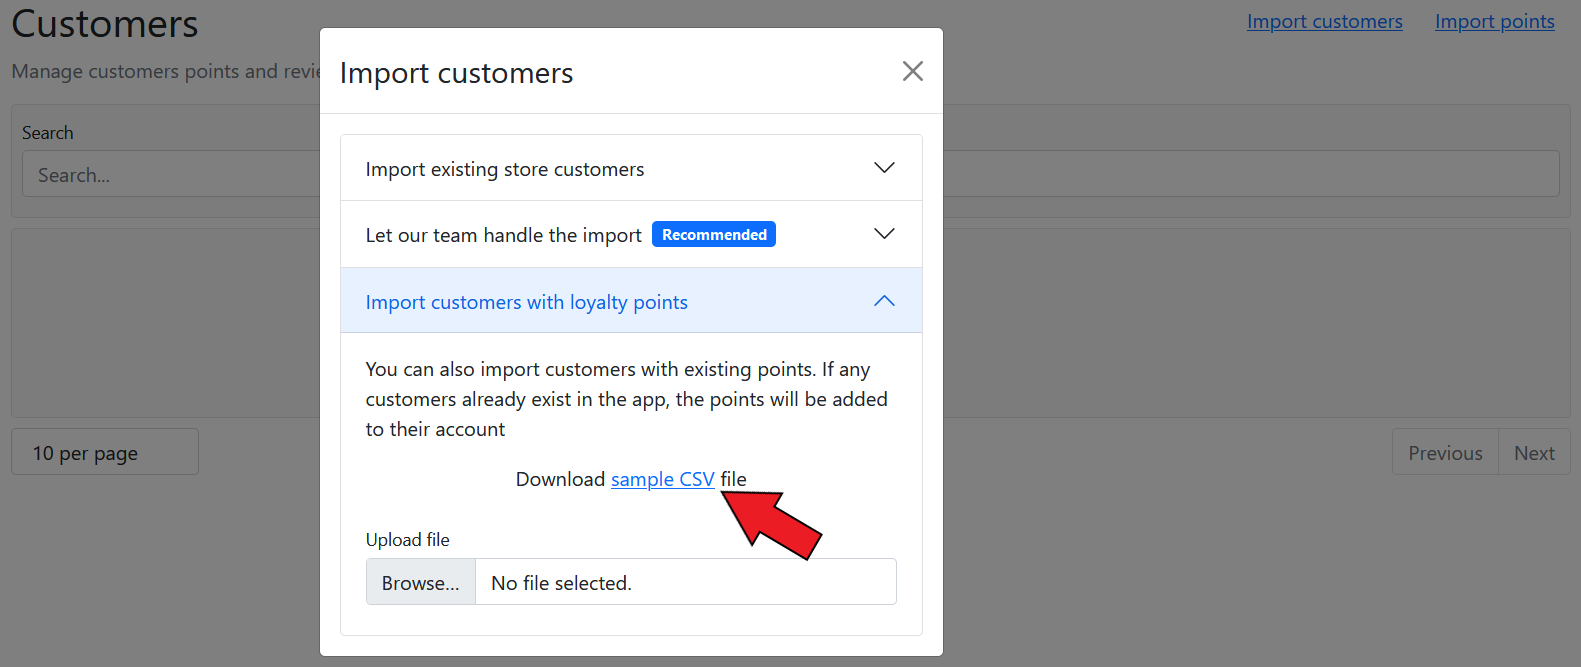 Customers
Import customers
Import points
Manage customers points and revie
Search
Search...
10 per page
Previous
Next
Import customers
Import existing store customers
Let our team handle the import
Recommended
Import customers with loyalty points
You can also import customers with existing points. If any
customers already exist in the app, the points will be added
to their account
Download sample CSV file
Upload file
Browse...
No file selected.